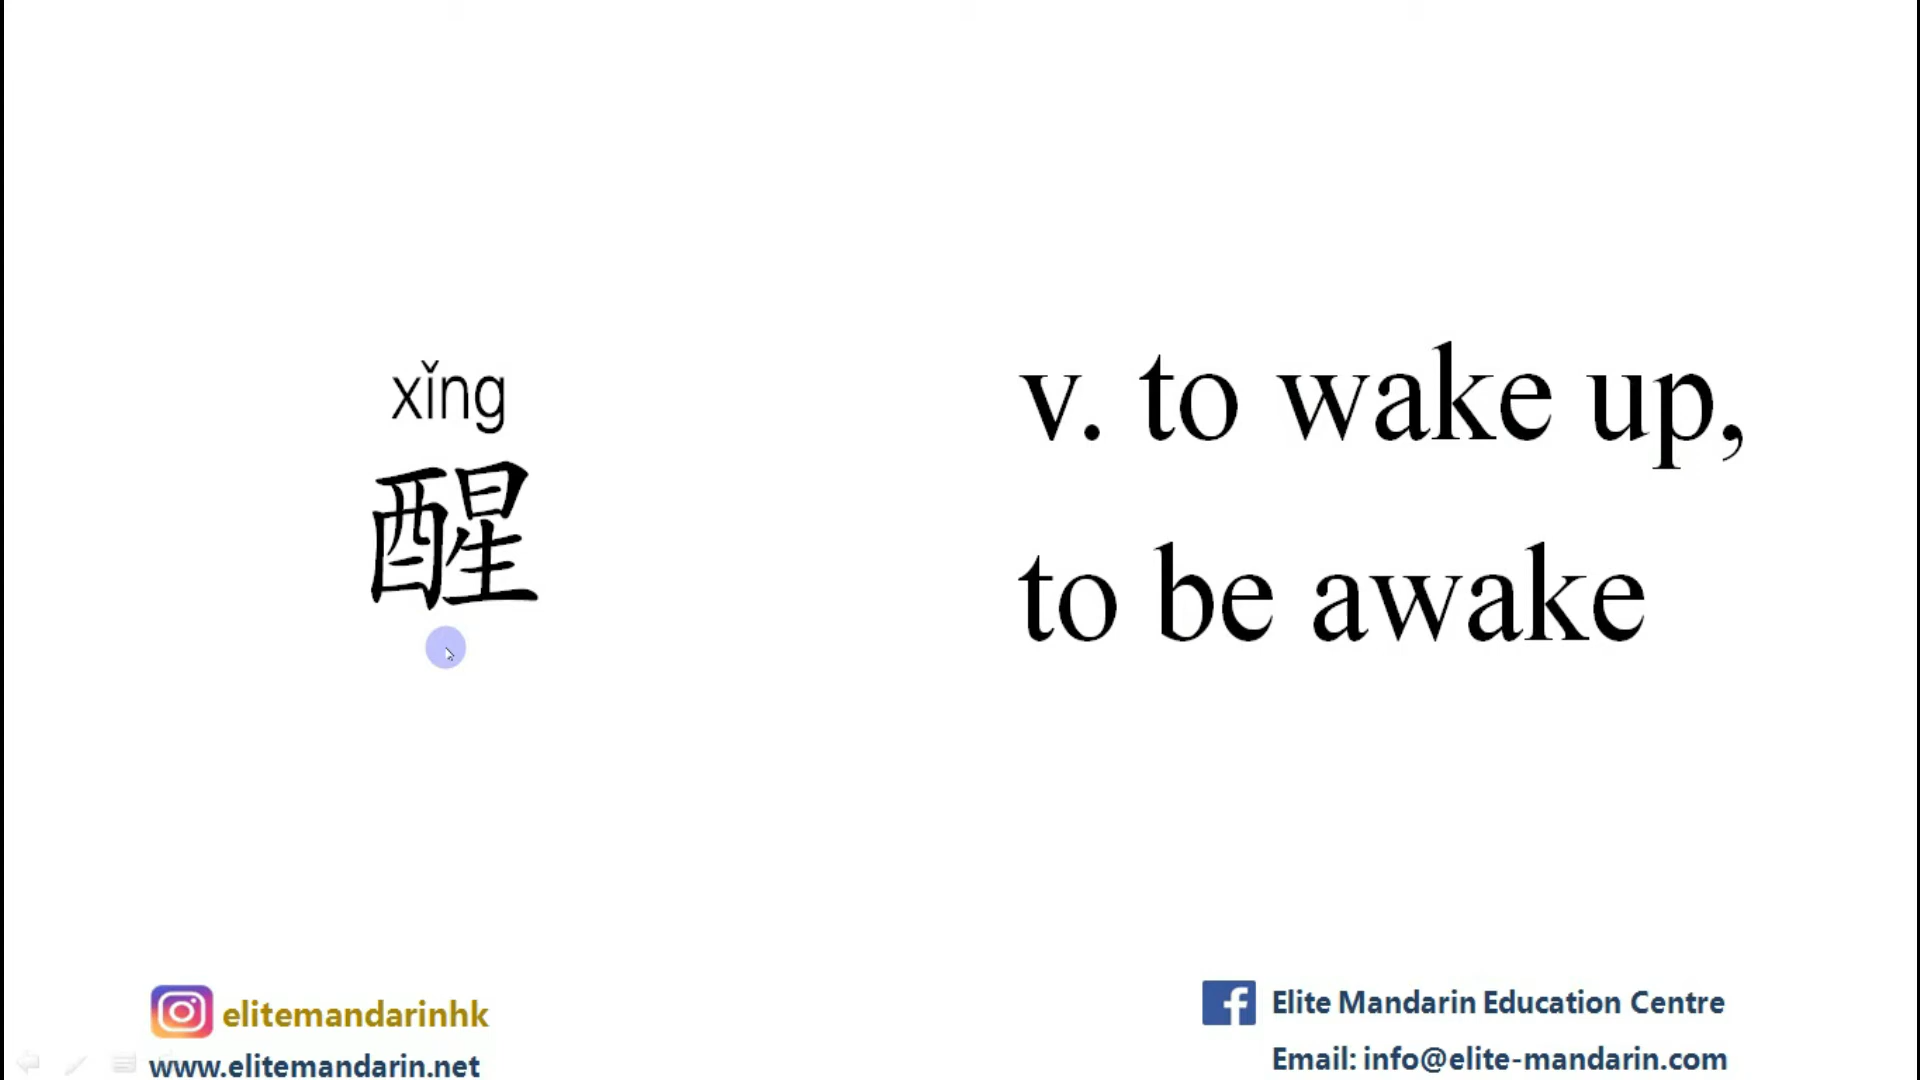 xǐng
醒
v. to wake up,
to be awake
elitemandarinhk
www.elitemandarin.net
Elite Mandarin Education Centre
Email: info@elite-mandarin.com